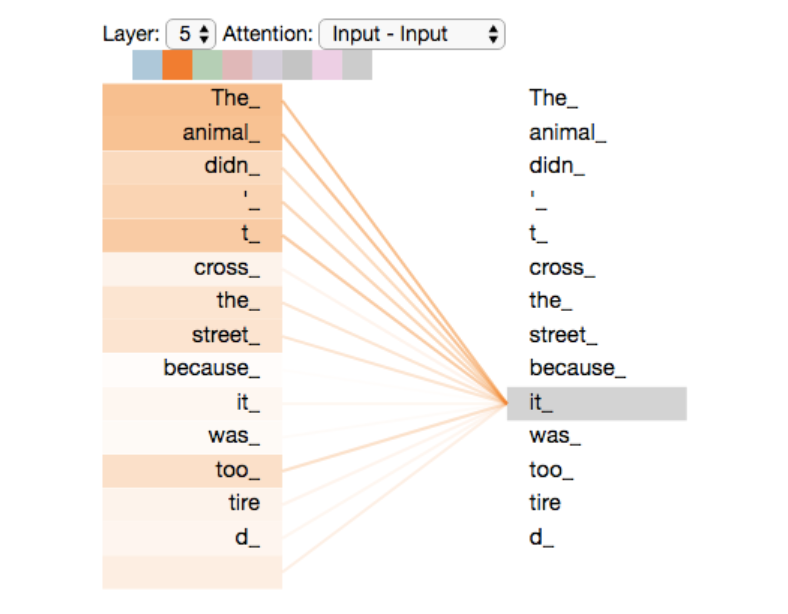 Layer: 5 Attention: Input - Input
The_ The_
animal_ animal_
didn_ didn_
'_ '_
t_ t_
cross_ cross_
the_ the_
street_ street_
because_ because_
it_ it_
was_ was_
too_ too_
tire tire
d_ d_